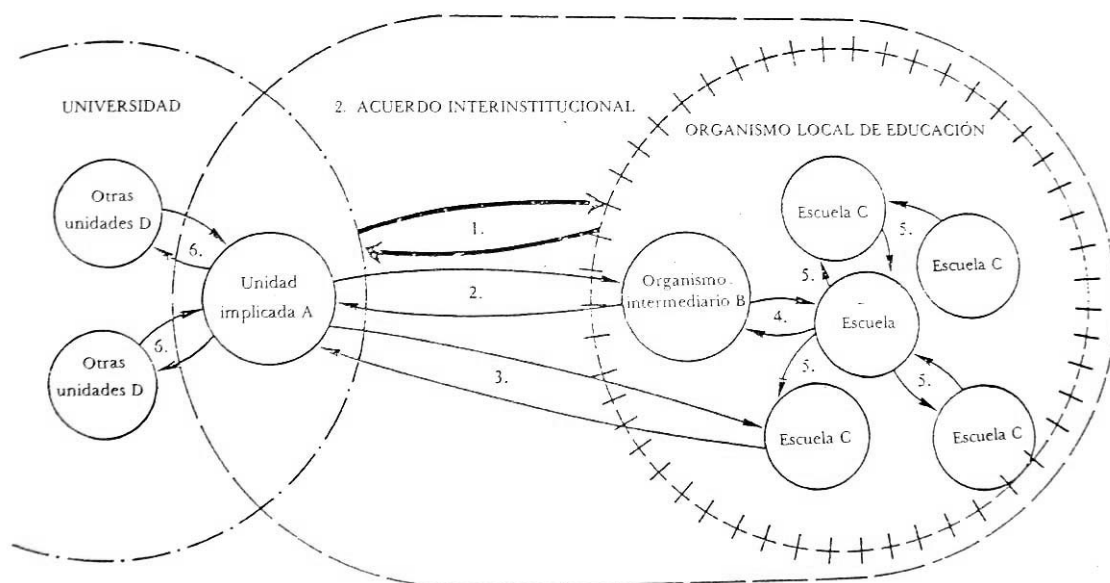 UNIVERSIDAD
2. ACUERDO INTERINSTITUCIONAL
ORGANISMO LOCAL DE EDUCACIÓN
Otras
unidades D
6.
Unidad
implicada A
6.
Otras
unidades D
1.
2.
3.
Organismo
intermediario B
4.
Escuela C
5.
Escuela C
5.
Escuela
5.
5.
Escuela C
Escuela C